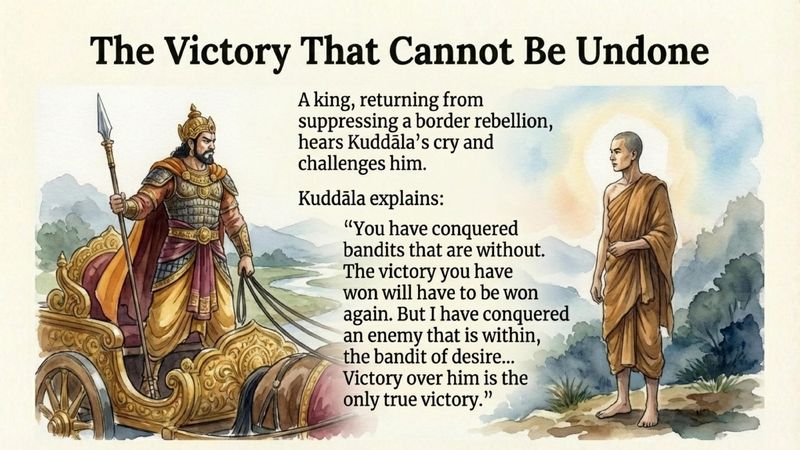 The Victory That Cannot Be Undone
A king, returning from
suppressing a border rebellion,
hears Kuddāla’s cry and
challenges him.
Kuddāla explains:
“You have conquered
bandits that are without.
The victory you have
won will have to be won
again. But I have conquered
an enemy that is within,
the bandit of desire...
Victory over him is the
only true victory.”